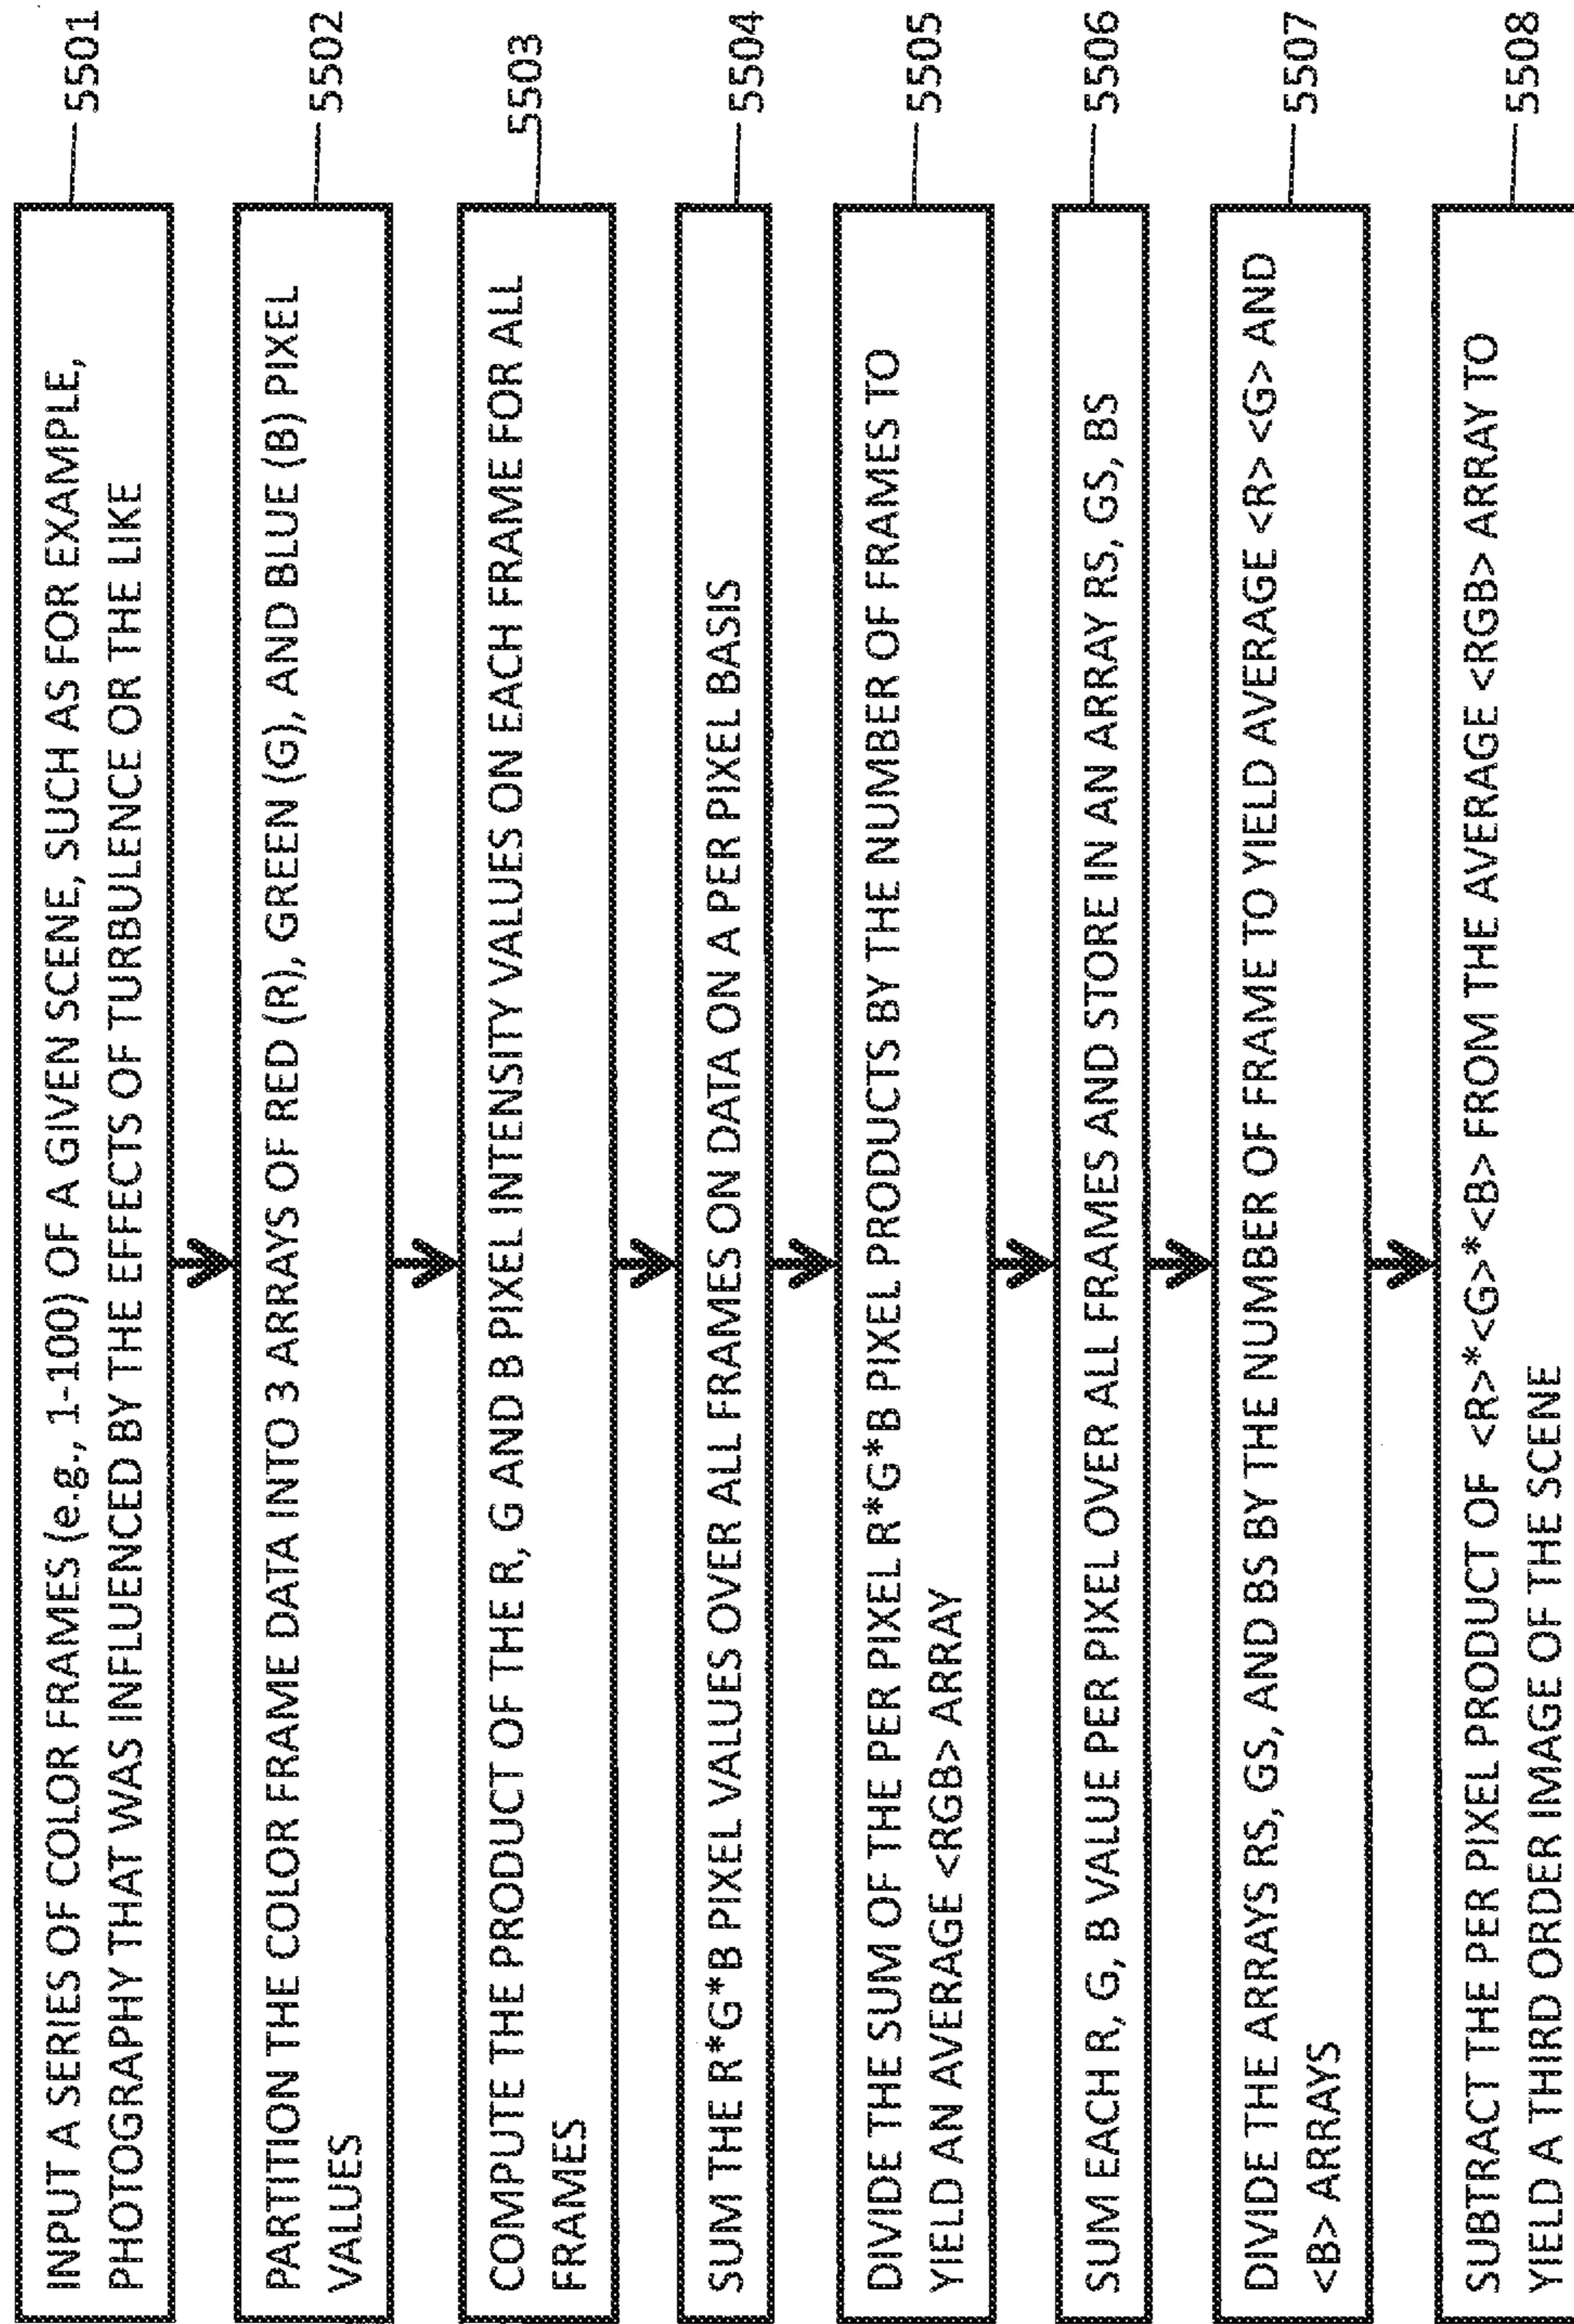 INPUT A SERIES OF COLOR FRAMES (e.g., 1-100) OF A GIVEN SCENE, SUCH AS FOR EXAMPLE,
PHOTOGRAPHY THAT WAS INFLUENCED BY THE EFFECTS OF TURBULENCE OR THE LIKE
5501
PARTITION THE COLOR FRAME DATA INTO 3 ARRAYS OF RED (R), GREEN (G), AND BLUE (B) PIXEL
VALUES
5502
COMPUTE THE PRODUCT OF THE R, G AND B PIXEL INTENSITY VALUES ON EACH FRAME FOR ALL
FRAMES
5503
SUM THE R*G*B PIXEL VALUES OVER ALL FRAMES ON DATA ON A PER PIXEL BASIS
5504
DIVIDE THE SUM OF THE PER PIXEL R*G*B PIXEL PRODUCTS BY THE NUMBER OF FRAMES TO
YIELD AN AVERAGE <RGB> ARRAY
5505
SUM EACH R, G, B VALUE PER PIXEL OVER ALL FRAMES AND STORE IN AN ARRAY RS, GS, BS
5506
DIVIDE THE ARRAYS RS, GS, AND BS BY THE NUMBER OF FRAME TO YIELD AVERAGE <R> <G> AND
<B> ARRAYS
5507
SUBTRACT THE PER PIXEL PRODUCT OF <R>*<G>*<B> FROM THE AVERAGE <RGB> ARRAY TO
YIELD A THIRD ORDER IMAGE OF THE SCENE
5508